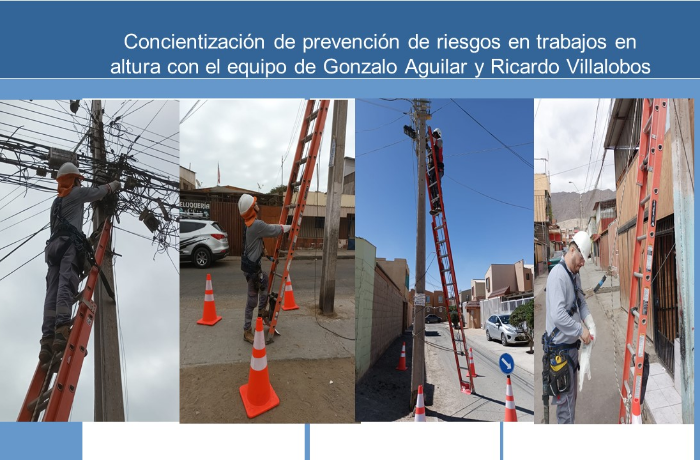 Concientización de prevención de riesgos en trabajos en
altura con el equipo de Gonzalo Aguilar y Ricardo Villalobos